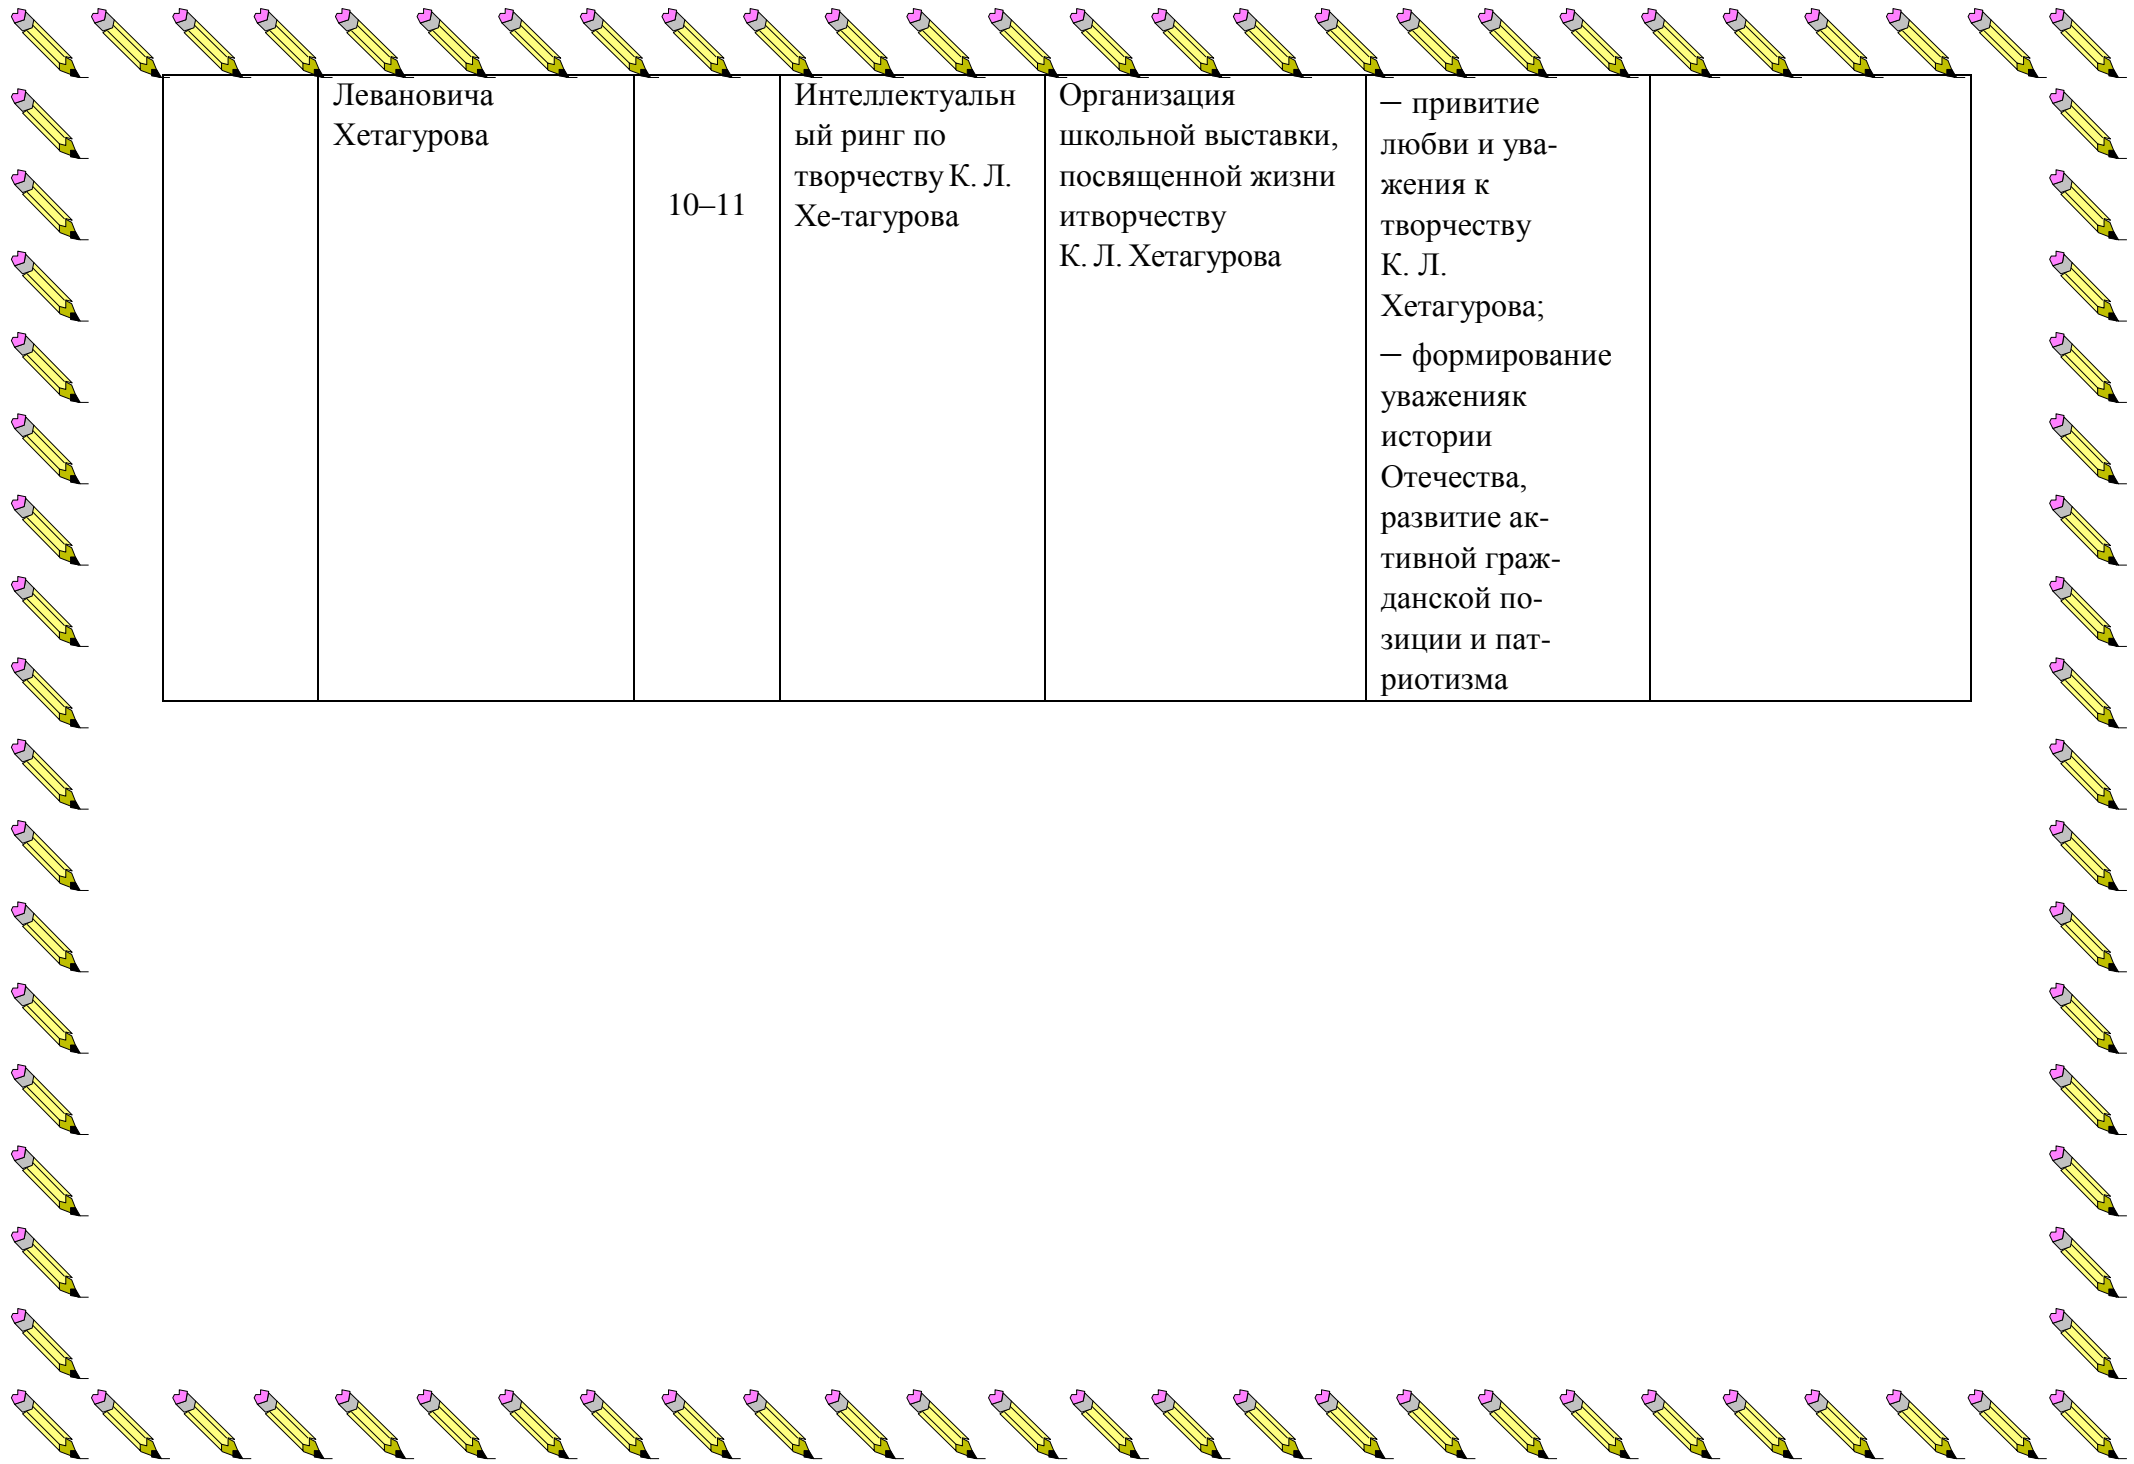 Левановича
Хетагурова
10–11
Интеллектуальн
ый ринг по
творчеству К. Л.
Хе-тагурова
Организация
школьной выставки,
посвященной жизни
итворчеству
К. Л. Хетагурова
– привитие
любви и ува-
жения к
творчеству
К. Л.
Хетагурова;
– формирование
уваженияк
истории
Отечества,
развитие ак-
тивной граж-
данской по-
зиции и пат-
риотизма